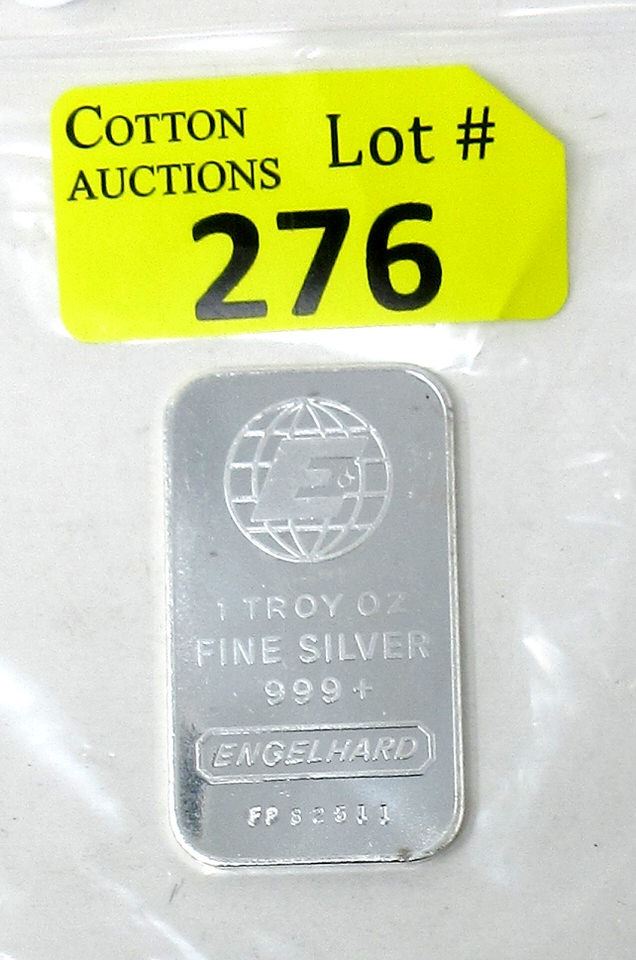 COTTON
AUCTIONS
Lot #
276
E
1 TROY OZ
FINE SILVER
999+
ENGELHARD